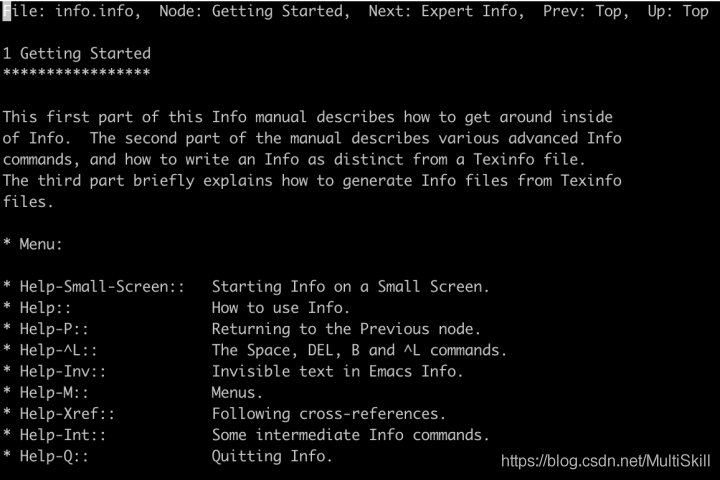 File: info.info,  Node: Getting Started,  Next: Expert Info,  Prev: Top,  Up: Top
1 Getting Started
*****************
This first part of this Info manual describes how to get around inside
of Info.  The second part of the manual describes various advanced Info
commands, and how to write an Info as distinct from a Texinfo file.
The third part briefly explains how to generate Info files from Texinfo
files.
* Menu:
* Help-Small-Screen::   Starting Info on a Small Screen.
* Help::                How to use Info.
* Help-P::              Returning to the Previous node.
* Help-^L::             The Space, DEL, B and ^L commands.
* Help-Inv::            Invisible text in Emacs Info.
* Help-M::              Menus.
* Help-Xref::           Following cross-references.
* Help-Int::            Some intermediate Info commands.
* Help-Q::              Quitting Info.
https://blog.csdn.net/MultiSkill